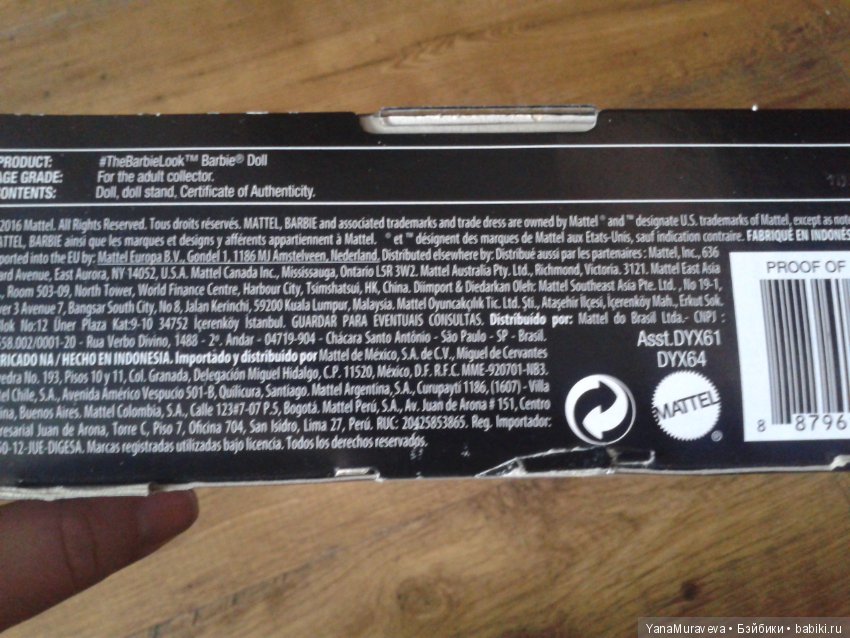 PRODUCT: #TheBarbieLook™ Barbie® Doll
AGE GRADE: For the adult collector.
CONTENTS: Doll, doll stand, Certificate of Authenticity.
2016 Mattel. All Rights Reserved. Tous droits réservés. MATTEL, BARBIE and associated trademarks and trade dress are owned by Mattel ® and ™ designate U.S. trademarks of Mattel, except as
MATTEL, BARBIE ainsi que les marques et designs y afférents appartiennent à Mattel. ® et ™ désignent des marques de Mattel aux États-Unis, sauf indication contraire. FABRIQUÉ EN
into the EU by: Mattel Europa B.V., Gondel 1, 1186 MJ Amstelveen, Nederland. Distributed elsewhere by: Distribué aussi par les partenaires : Mattel, Inc., 636
Avenue, East Aurora, NY 14052, U.S.A. Mattel Canada Inc., Mississauga, Ontario L5R 3W2. Mattel Australia Pty. Ltd., Richmond, Victoria. 3121. Mattel East Asia
Room 503-09, North Tower, World Finance Centre, Harbour City, Tsimshatsui, HK, China. Diimport & Diedarkan Oleh: Mattel Southeast Asia Pte. Ltd. , No 19-1,
3 Avenue 7, Bangsar South City, No 8, Jalan Kerinchi, 59200 Kuala Lumpur, Malaysia. Mattel Oyuncakçılık Tic. Ltd. Şti., Ataşehir İlçesi, İçerenköy Mah., Erkut Sok.
No:12 Üner Plaza Kat:9-10 34752 İçerenköy İstanbul. GUARDAR PARA EVENTUAIS CONSULTAS. Distribuído por: Mattel do Brasil Ltda.- CNPJ :
558.002/0001-20 - Rua Verbo Divino, 1488 - 2º. Andar - 04719-904 - Chácara Santo Antônio - São Paulo - SP - Brasil.
NA / HECHO EN INDONESIA. Importado y distribuido por Mattel de México, S.A. de C.V., Miguel de Cervantes
No. 193, Pisos 10 y 11, Col. Granada, Delegación Miguel Hidalgo, C.P. 11520, México, D.F. R.F.C. MME-920701-NB3.
Chile, S.A., Avenida Américo Vespucio 501-B, Quilicura, Santiago. Mattel Argentina, S.A., Curupaytí 1186, (1607) - Villa
Buenos Aires. Mattel Colombia, S.A., Calle 123#7-07 P.5, Bogotá. Mattel Perú, S.A., Av. Juan de Arona # 151, Centro
Juan de Arona, Torre C, Piso 7, Oficina 704, San Isidro, Lima 27, Perú. RUC: 20425853865. Reg. Importador:
12-JUE-DIGESA. Marcas registradas utilizadas bajo licencia. Todos los derechos reservados.
Asst.DYX61
DYX64
MATTEL ®
PROOF OF
8 8796
YanaMuraveva • Бэйбики • babiki.ru